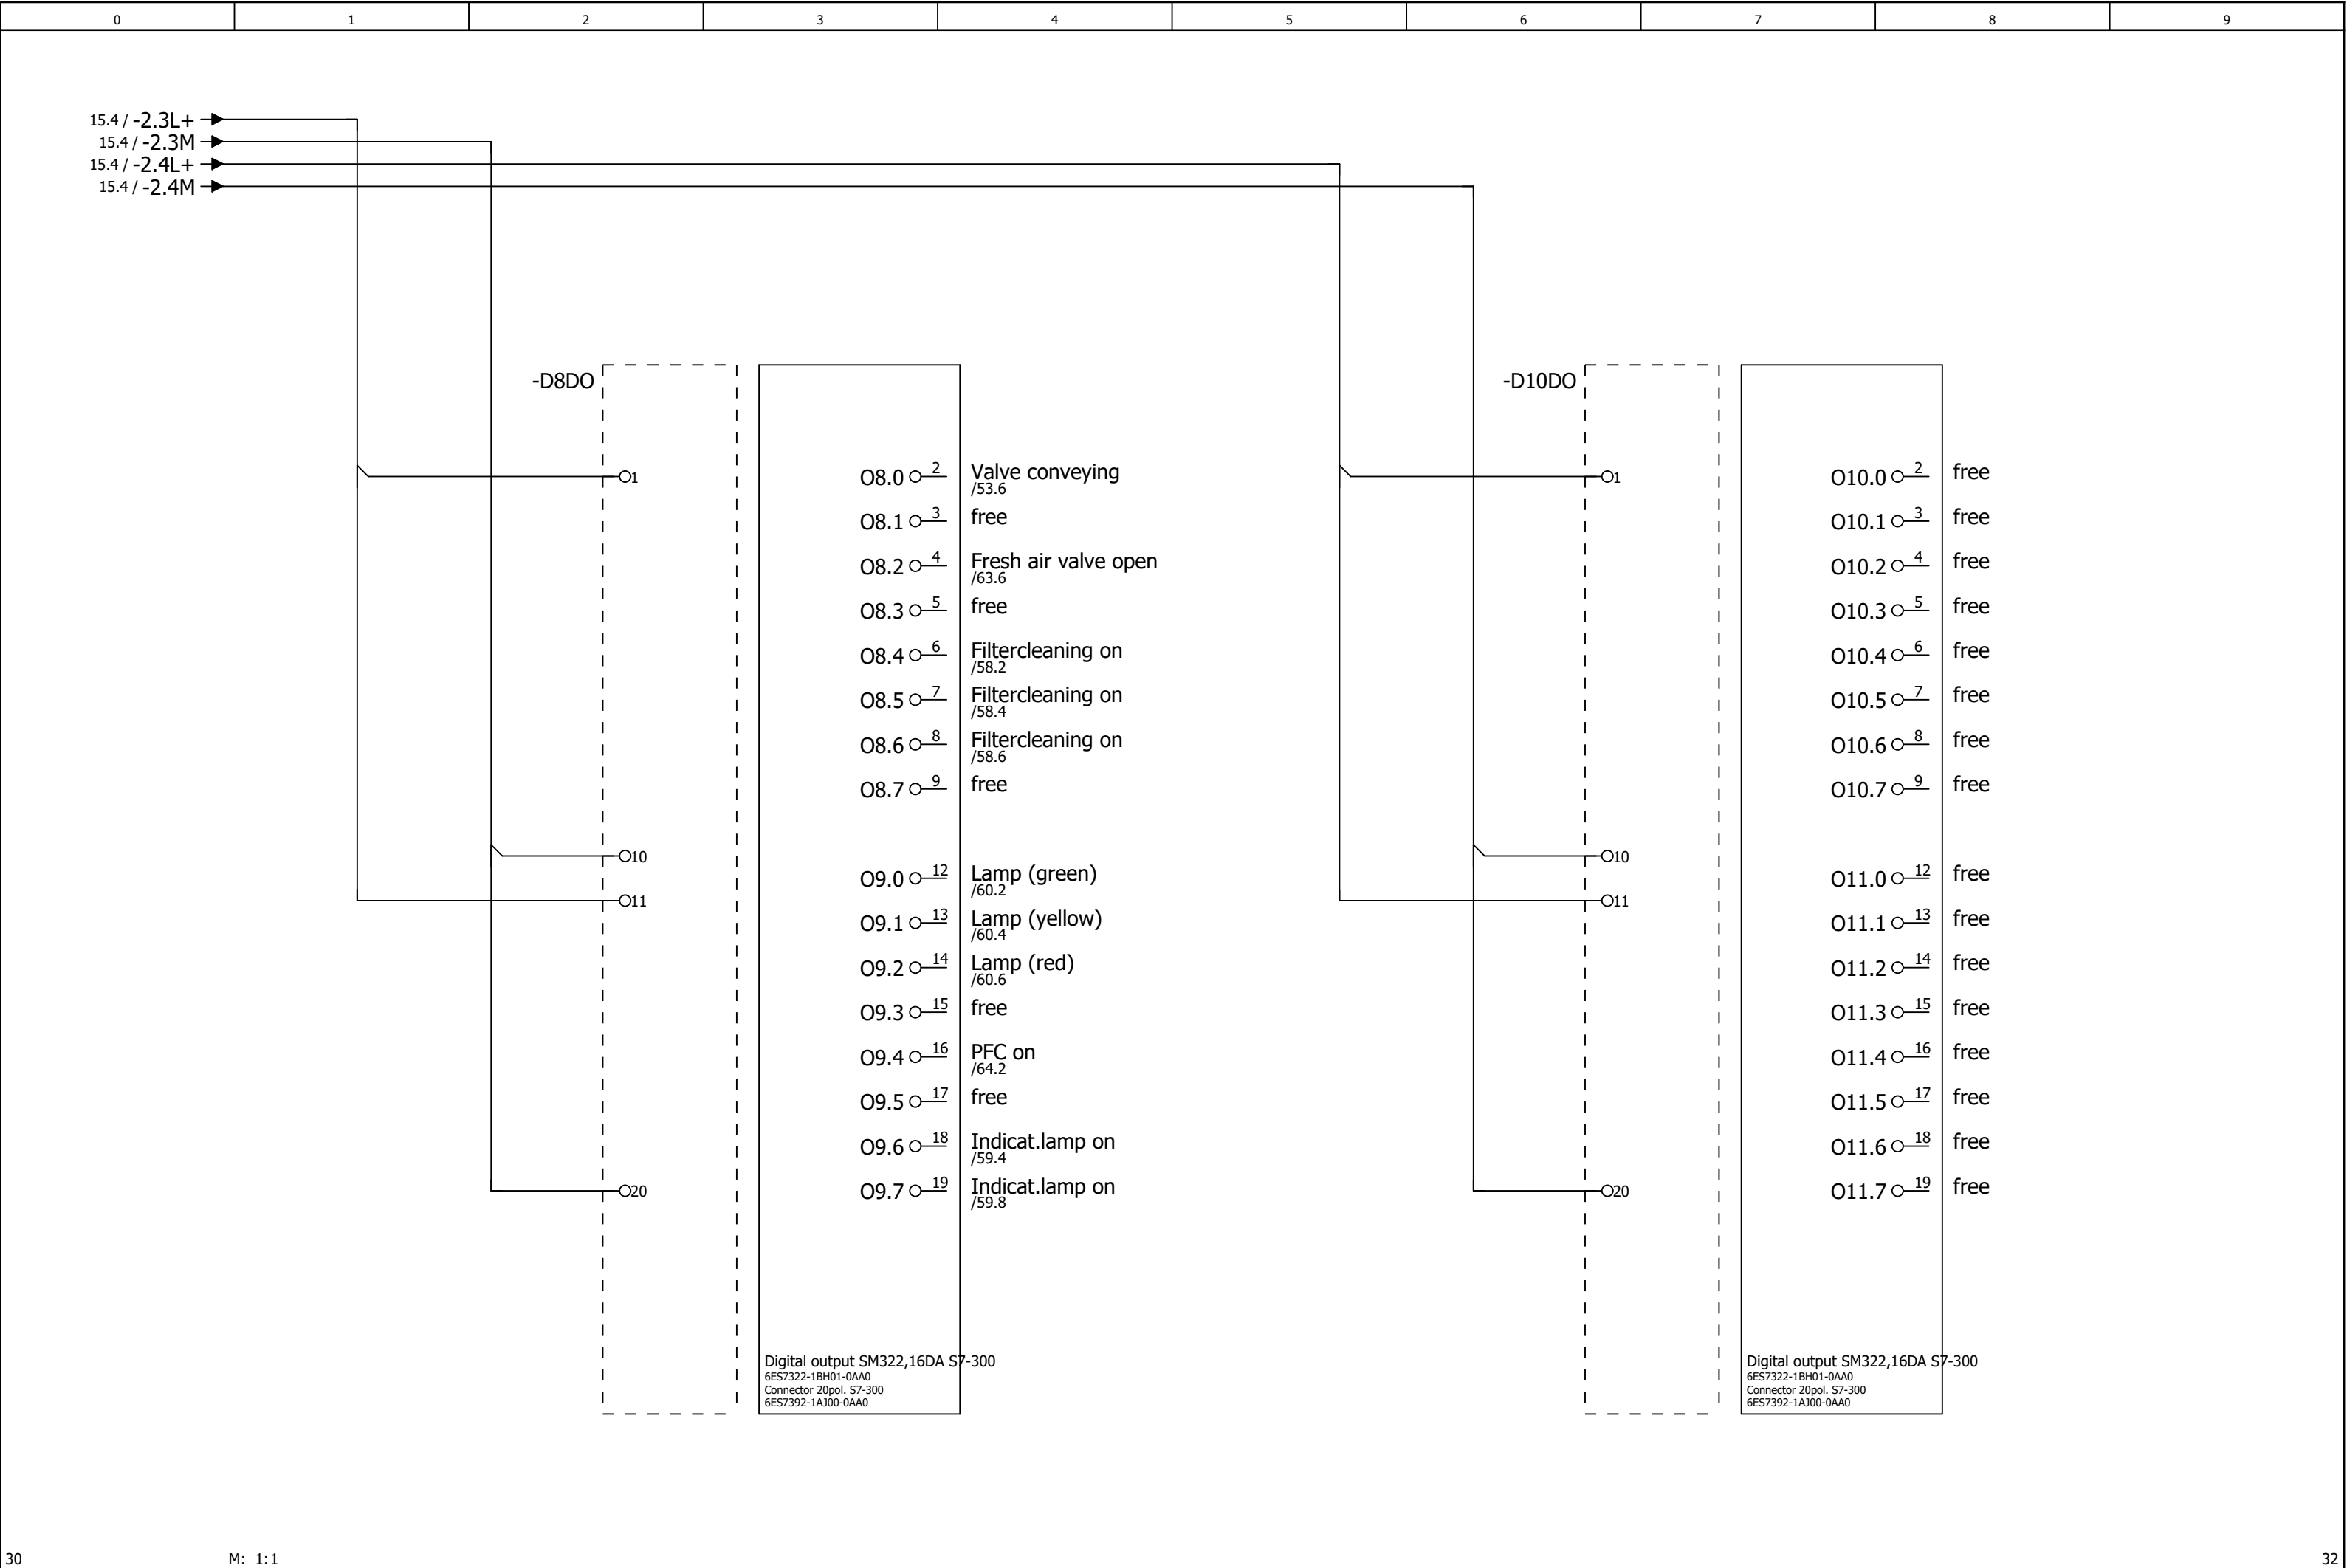 0 1 2 3 4 5 6 7 8 9
15.4 / -2.3L+
15.4 / -2.3M
15.4 / -2.4L+
15.4 / -2.4M
-D8DO
1
10
11
20
O8.0 2 Valve conveying
/53.6
O8.1 3 free
O8.2 4 Fresh air valve open
/63.6
O8.3 5 free
O8.4 6 Filtercleaning on
/58.2
O8.5 7 Filtercleaning on
/58.4
O8.6 8 Filtercleaning on
/58.6
O8.7 9 free
O9.0 12 Lamp (green)
/60.2
O9.1 13 Lamp (yellow)
/60.4
O9.2 14 Lamp (red)
/60.6
O9.3 15 free
O9.4 16 PFC on
/64.2
O9.5 17 free
O9.6 18 Indicat.lamp on
/59.4
O9.7 19 Indicat.lamp on
/59.8
Digital output SM322,16DA S7-300
6ES7322-1BH01-0AA0
Connector 20pol. S7-300
6ES7392-1AJ00-0AA0
-D10DO
1
10
11
20
O10.0 2 free
O10.1 3 free
O10.2 4 free
O10.3 5 free
O10.4 6 free
O10.5 7 free
O10.6 8 free
O10.7 9 free
O11.0 12 free
O11.1 13 free
O11.2 14 free
O11.3 15 free
O11.4 16 free
O11.5 17 free
O11.6 18 free
O11.7 19 free
Digital output SM322,16DA S7-300
6ES7322-1BH01-0AA0
Connector 20pol. S7-300
6ES7392-1AJ00-0AA0
30 M: 1:1 32